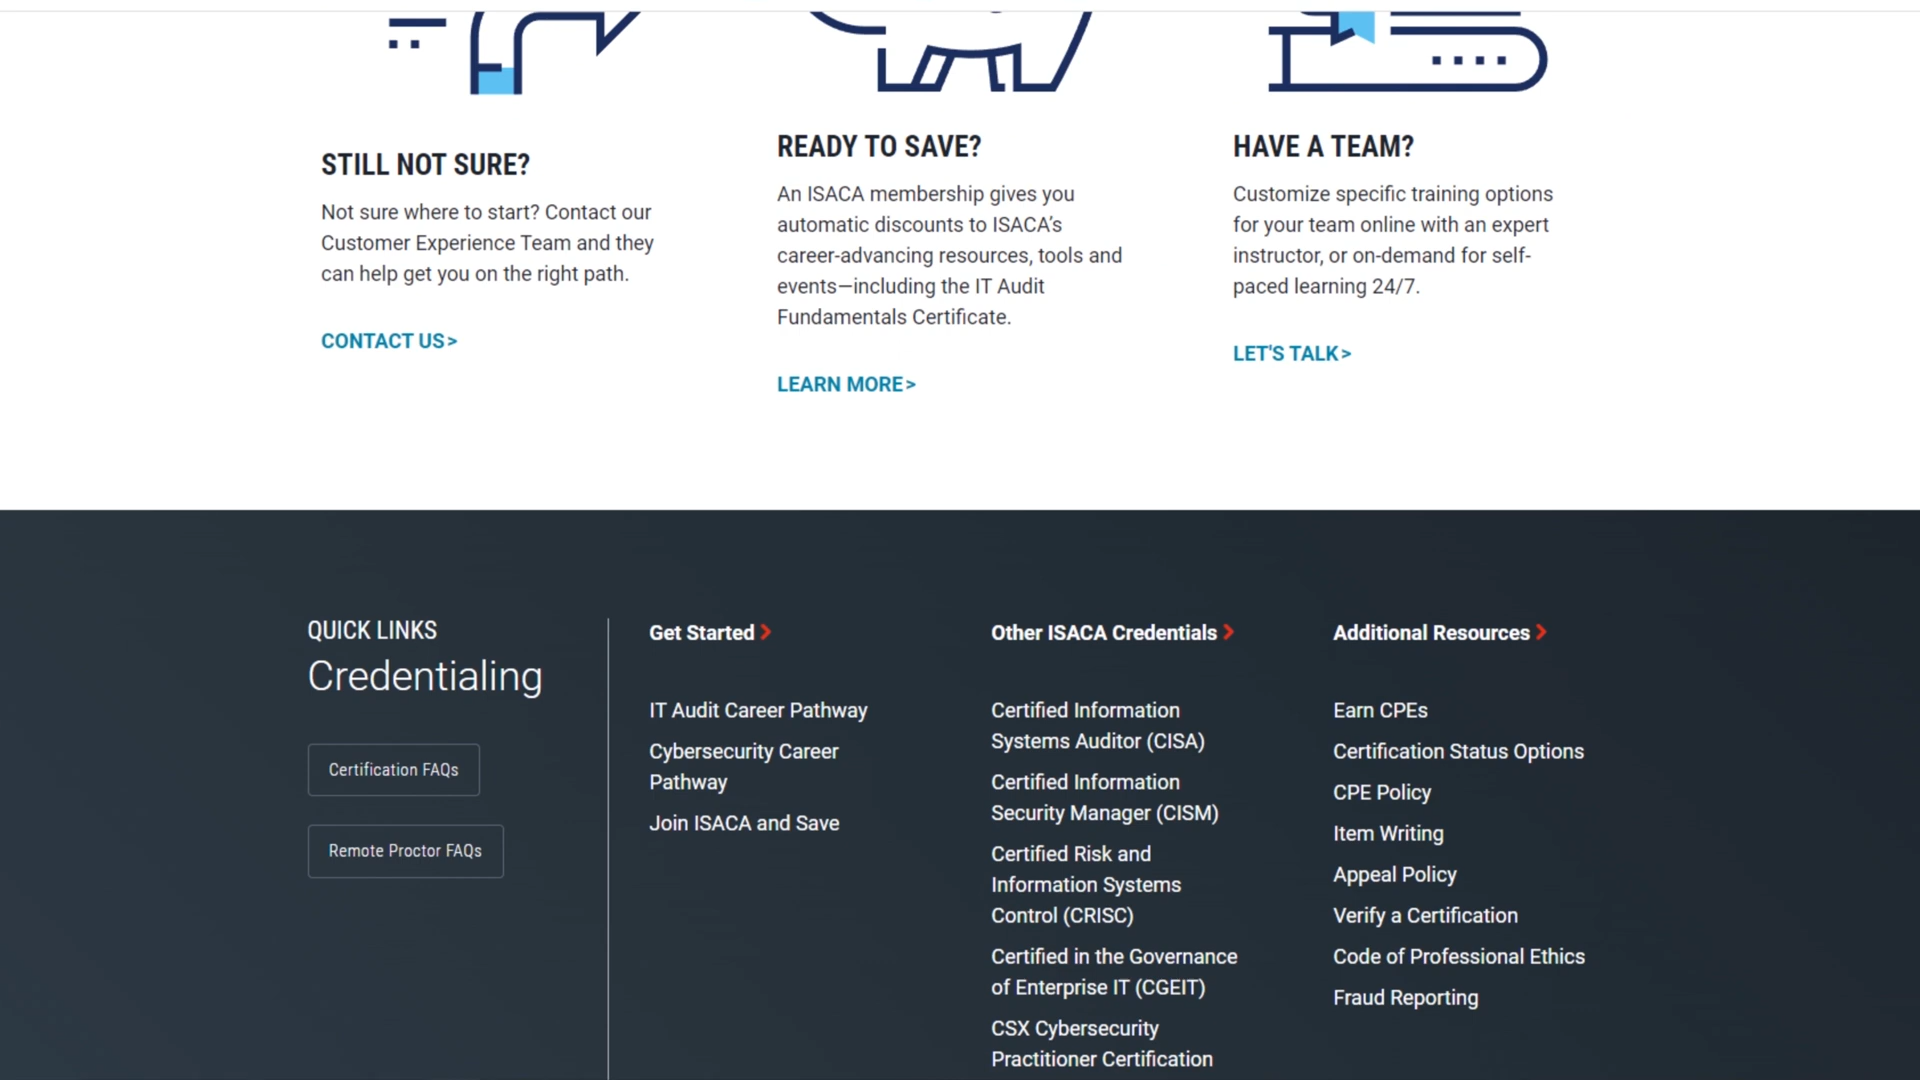 STILL NOT SURE?
Not sure where to start? Contact our
Customer Experience Team and they
can help get you on the right path.
CONTACT US>
READY TO SAVE?
An ISACA membership gives you
automatic discounts to ISACA’s
career-advancing resources, tools and
events—including the IT Audit
Fundamentals Certificate.
LEARN MORE>
HAVE A TEAM?
Customize specific training options
for your team online with an expert
instructor, or on-demand for self-
paced learning 24/7.
LET'S TALK>
QUICK LINKS
Credentialing
Certification FAQs
Remote Proctor FAQs
Get Started
IT Audit Career Pathway
Cybersecurity Career
Pathway
Join ISACA and Save
Other ISACA Credentials
Certified Information
Systems Auditor (CISA)
Certified Information
Security Manager (CISM)
Certified Risk and
Information Systems
Control (CRISC)
Certified in the Governance
of Enterprise IT (CGEIT)
CSX Cybersecurity
Practitioner Certification
Additional Resources
Earn CPEs
Certification Status Options
CPE Policy
Item Writing
Appeal Policy
Verify a Certification
Code of Professional Ethics
Fraud Reporting